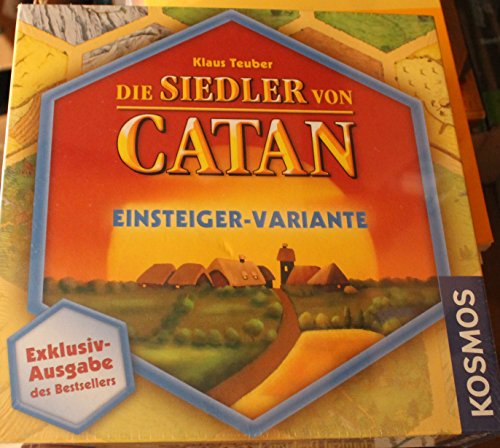 Klaus Teuber
DIE SIEDLER VON
CATAN
EINSTEIGER-VARIANTE
Exklusiv-
Ausgabe
des Bestsellers
KOSMOS